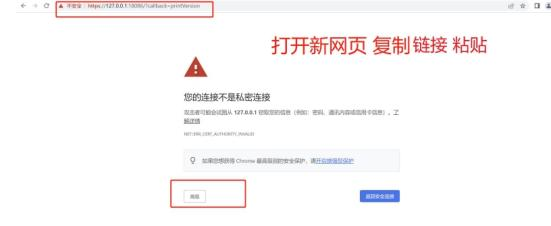 不安全 https://127.0.0.1:18086/?callback=printVersion
打开新网页 复制链接 粘贴
您的连接不是私密连接
攻击者可能会试图从 127.0.0.1 窃取您的信息（例如：密码、通讯内容或信用卡信息）。了
解详情
NET::ERR_CERT_AUTHORITY_INVALID
如果您想获得 Chrome 最高级别的安全保护，请开启增强型保护
高级
返回安全连接